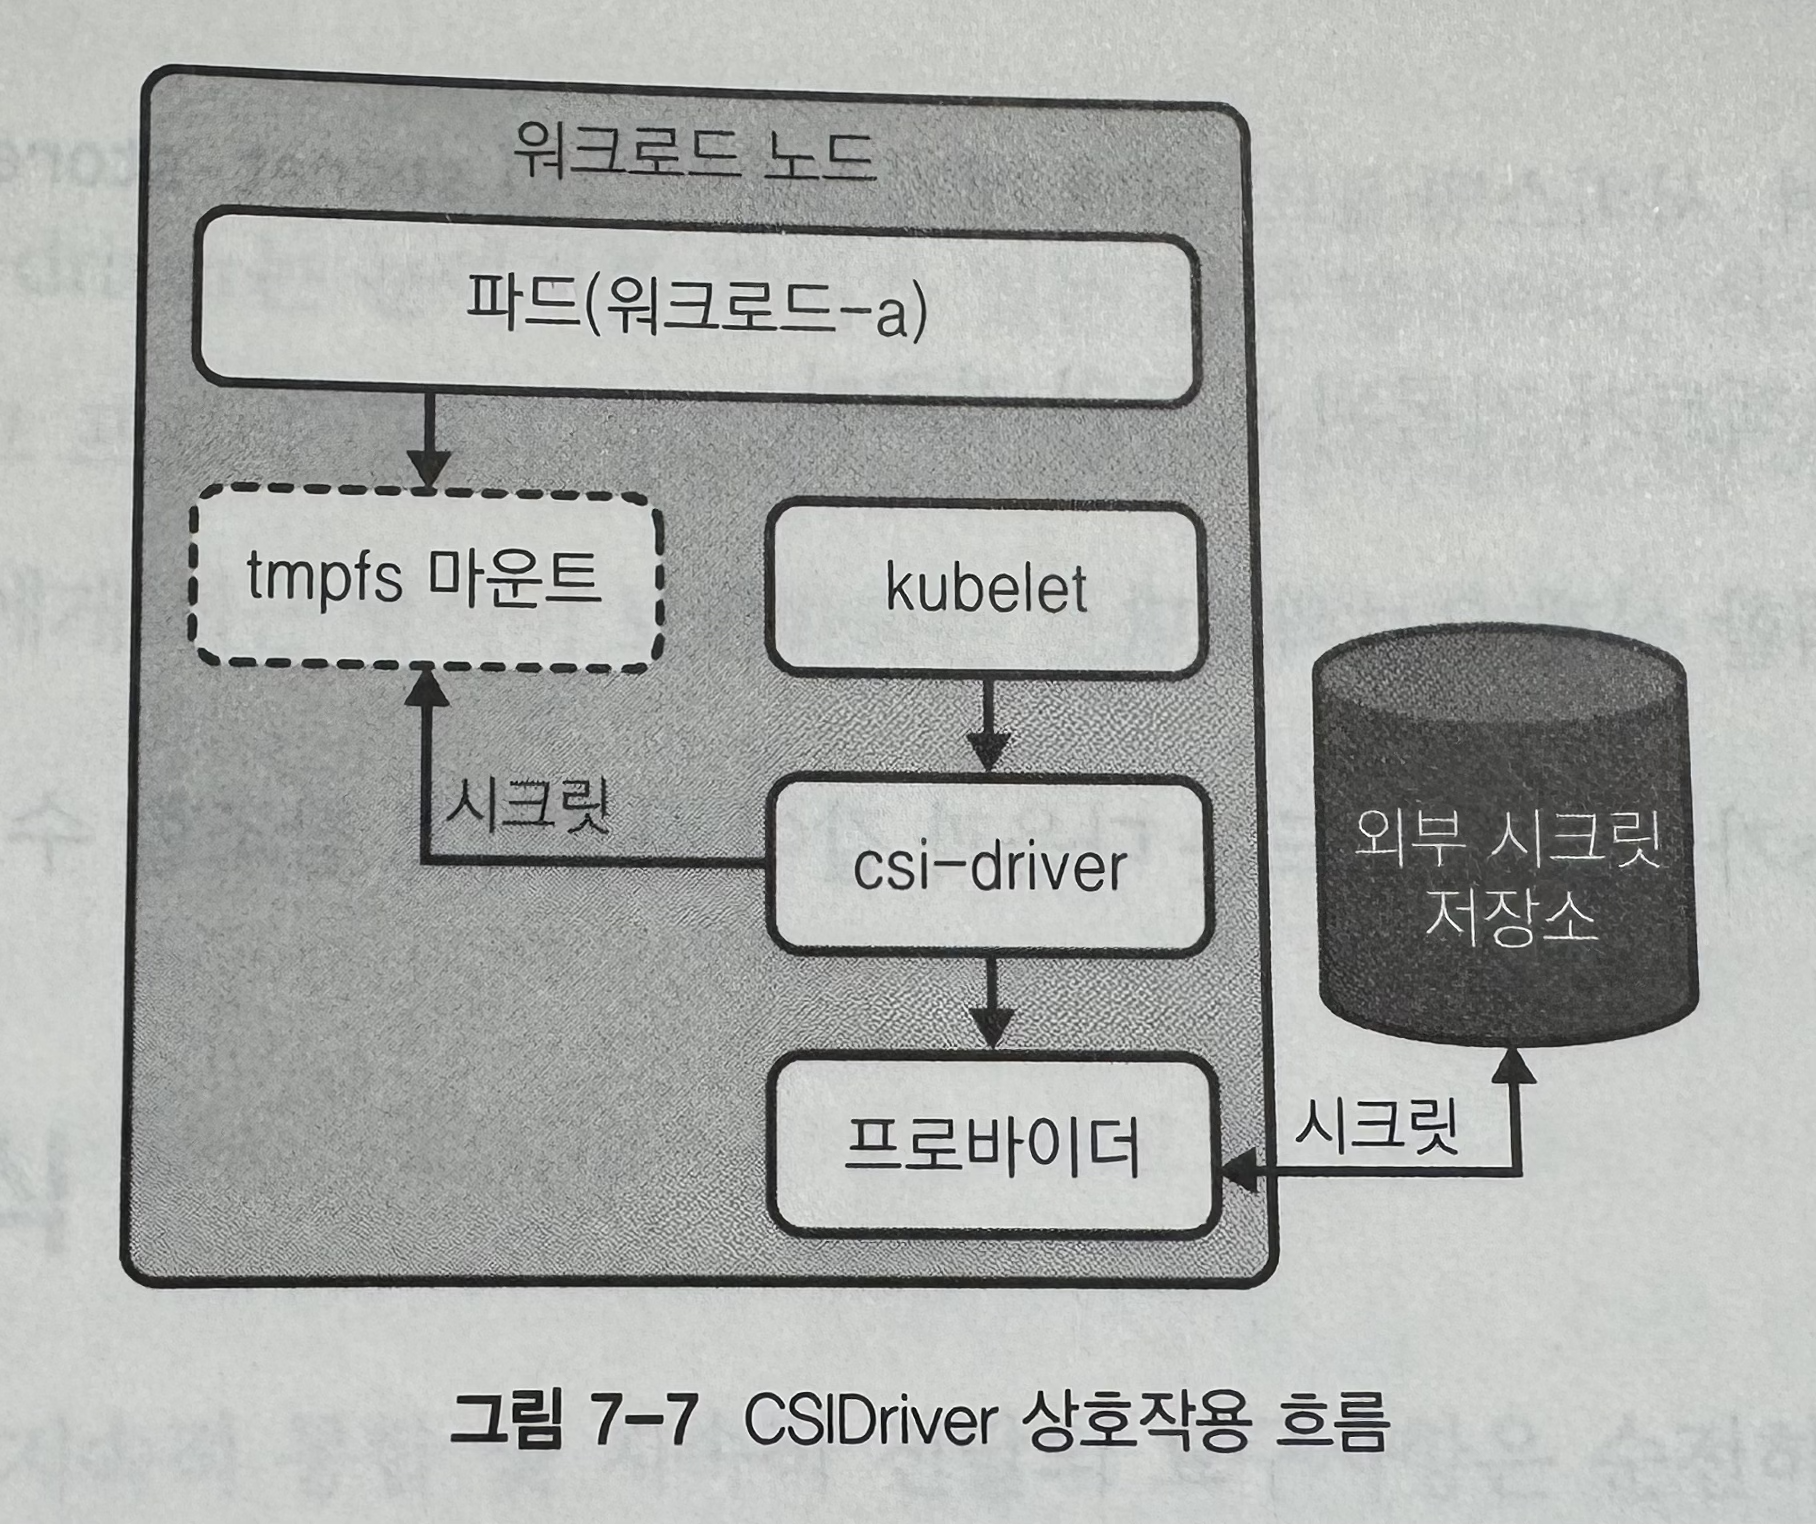 워크로드 노드
파드(워크로드-a)
tmpfs 마운트
kubelet
시크릿
csi-driver
외부 시크릿
저장소
프로바이더
시크릿
그림 7-7 CSIDriver 상호작용 흐름